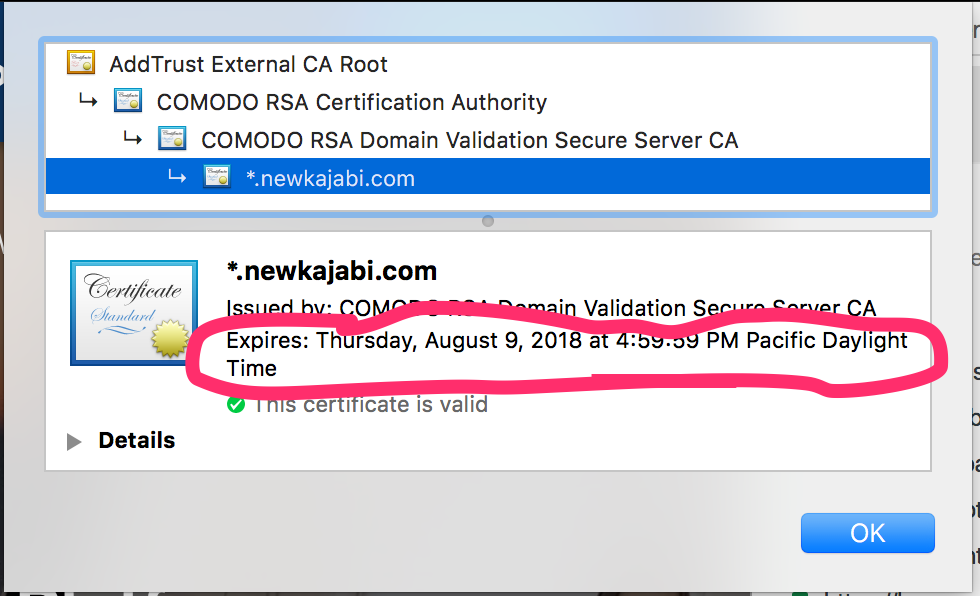 AddTrust External CA Root
COMODO RSA Certification Authority
COMODO RSA Domain Validation Secure Server CA
*.newkajabi.com
Certificate
Standard
*.newkajabi.com
Issued by: COMODO RSA Domain Validation Secure Server CA
Expires: Thursday, August 9, 2018 at 4:59:59 PM Pacific Daylight
Time
This certificate is valid
Details
OK